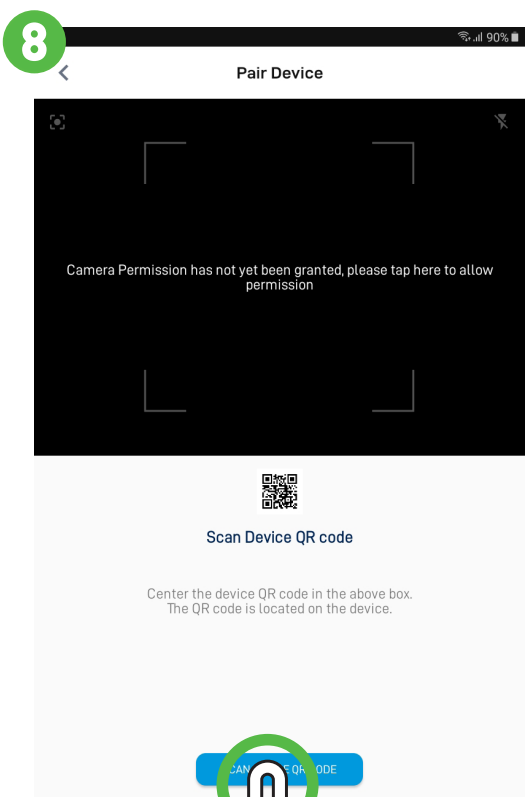 8
90%
Pair Device
Camera Permission has not yet been granted, please tap here to allow
permission
Scan Device QR code
Center the device QR code in the above box.
The QR code is located on the device.